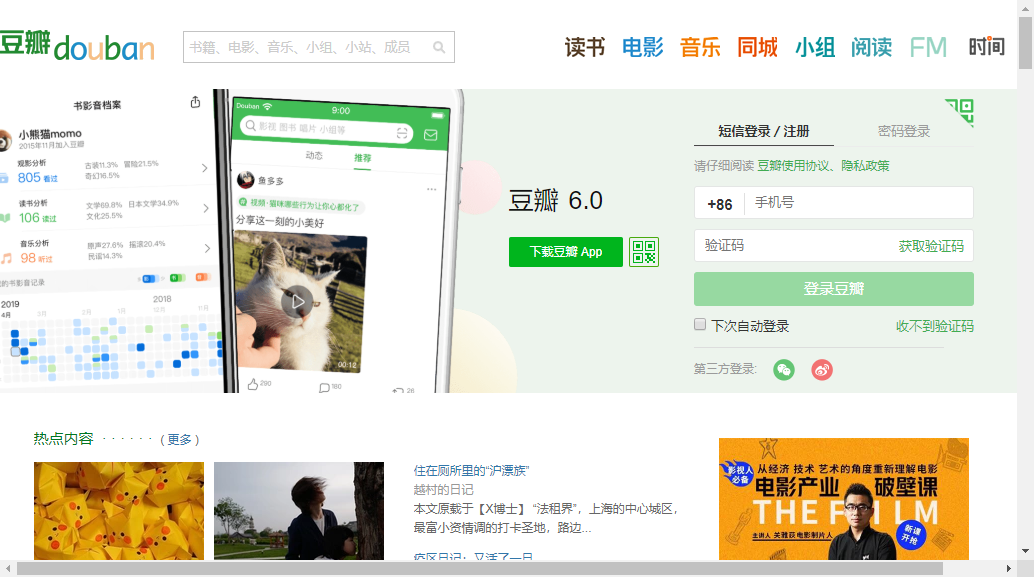 豆瓣douban
书籍、电影、音乐、小组、小站、成员
读书 电影 音乐 同城 小组 阅读 FM 时间
书影音档案
小熊猫momo
2015年11月加入豆瓣
观影分析
805 看过
古装11.3% 冒险21.5%
奇幻16.5%
读书分析
106 读过
文学69.8% 日本文学34.9%
文化25.5%
音乐分析
98 听过
原声27.6% 摇滚20.4%
民谣14.3%
的书影音记录
2019
2018
4月
Douban
9:00
影视 图书 唱片 小组等
动态 推荐
鱼多多
视频·猫咪哪些行为让你心都化了
分享这一刻的小美好
00:12
290
180
26
豆瓣 6.0
下载豆瓣 App
短信登录 / 注册
密码登录
请仔细阅读 豆瓣使用协议、隐私政策
+86
手机号
验证码
获取验证码
登录豆瓣
下次自动登录
收不到验证码
第三方登录:
热点内容 · · · · · · ( 更多 )
住在厕所里的“沪漂族”
越村的日记
本文原载于【X博士】 “法租界”，上海的中心城区，
最富小资情调的打卡圣地，路边...
疫区日记：又活了一日
影视人
必备
从经济 技术 艺术的角度重新理解电影
电影产业 破壁课
THE FILM
主讲人 关雅荻电影制片人
新课
开抢